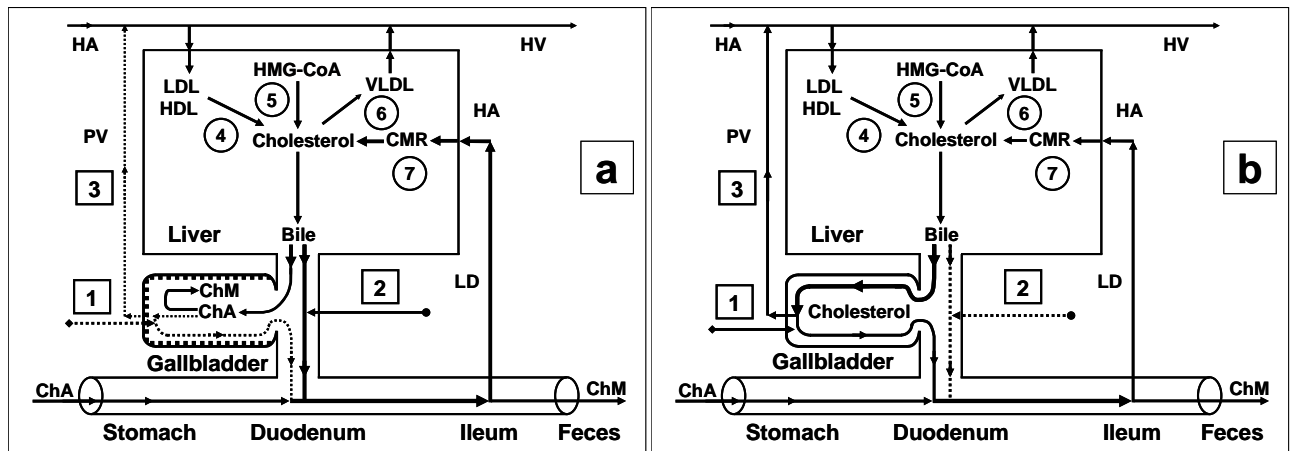 HA
HV
HMG-CoA
LDL
HDL
5
VLDL
6
HA
4
Cholesterol
CMR
PV
7
a
3
Liver
Bile
ChM
1
ChA
2
LD
Gallbladder
ChA
ChM
Stomach
Duodenum
Ileum
Feces
HA
HV
HMG-CoA
LDL
HDL
5
VLDL
6
HA
4
Cholesterol
CMR
PV
7
b
3
Liver
Bile
1
Cholesterol
2
LD
Gallbladder
ChA
ChM
Stomach
Duodenum
Ileum
Feces